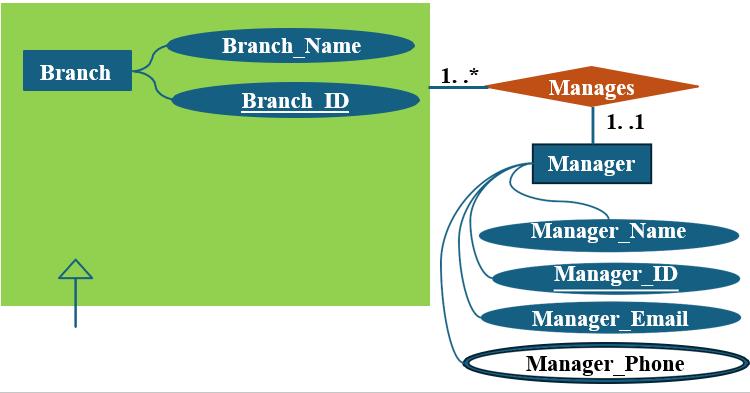 Branch
Branch_Name
Branch_ID
1. .*
Manages
1. .1
Manager
Manager_Name
Manager_ID
Manager_Email
Manager_Phone